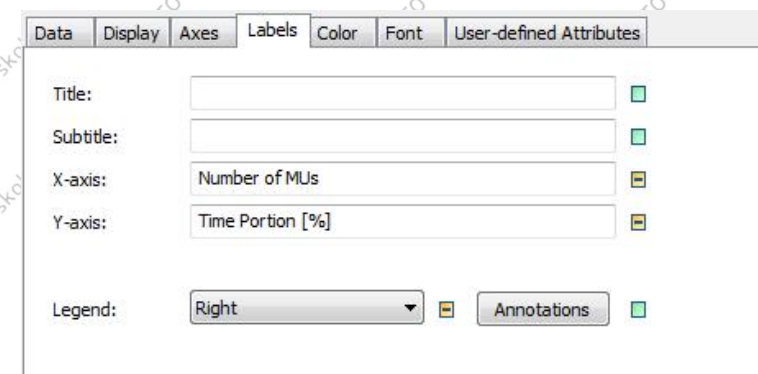 Data Display Axes Labels Color Font User-defined Attributes
Title:
Subtitle:
X-axis: Number of MUs
Y-axis: Time Portion [%]
Legend: Right Annotations